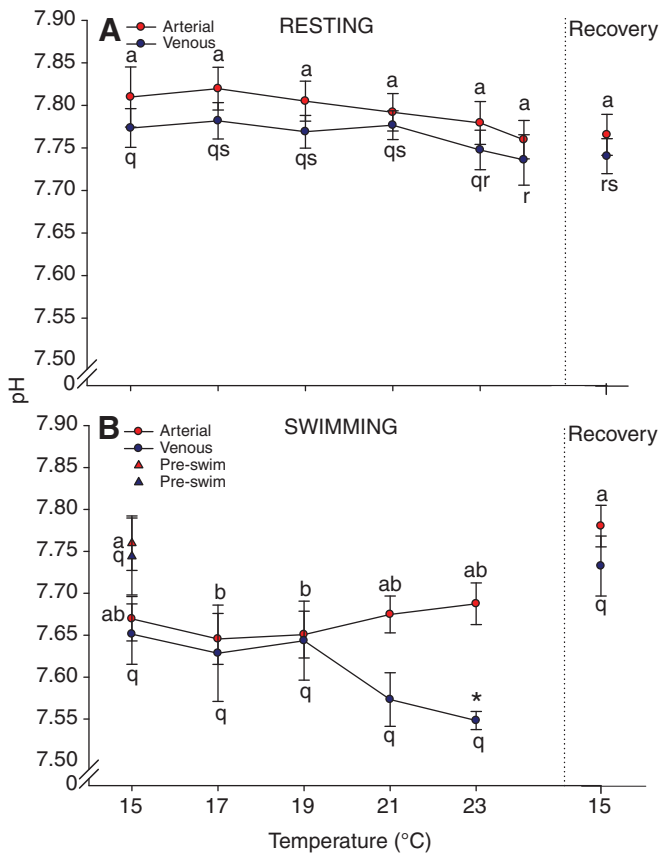 A RESTING Recovery
Arterial
Venous
7.90
7.85
7.80
7.75
7.70
7.65
7.60
7.55
7.50
0
a a a a a a a
q qs qs qs qr r rs
pH
B SWIMMING Recovery
Arterial
Venous
Pre-swim
Pre-swim
7.90
7.85
7.80
7.75
7.70
7.65
7.60
7.55
7.50
0
a
q
ab b b ab ab a
*
q q q q q q
15 17 19 21 23 15
Temperature (°C)